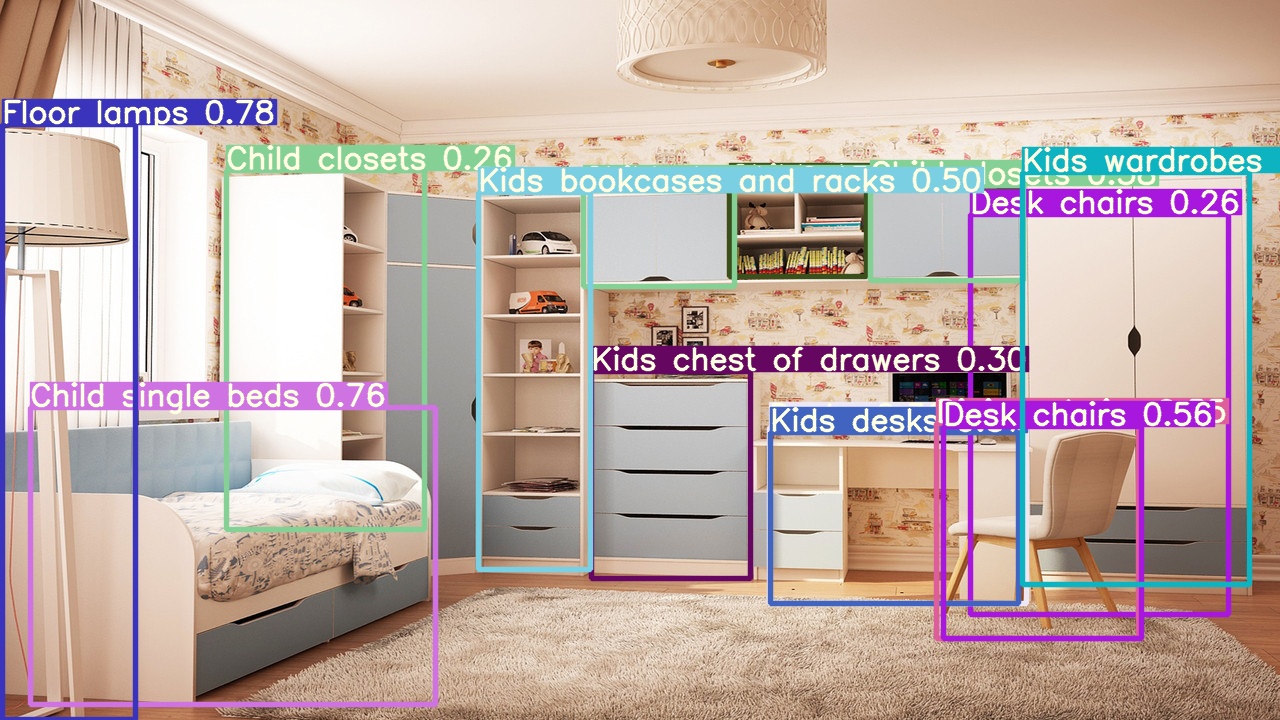 Floor lamps 0.78
Child closets 0.26
Kids wardrobes
Kids bookcases and racks 0.50
Desk chairs 0.26
Kids chest of drawers 0.30
Child single beds 0.76
Desk chairs 0.56
Kids desks